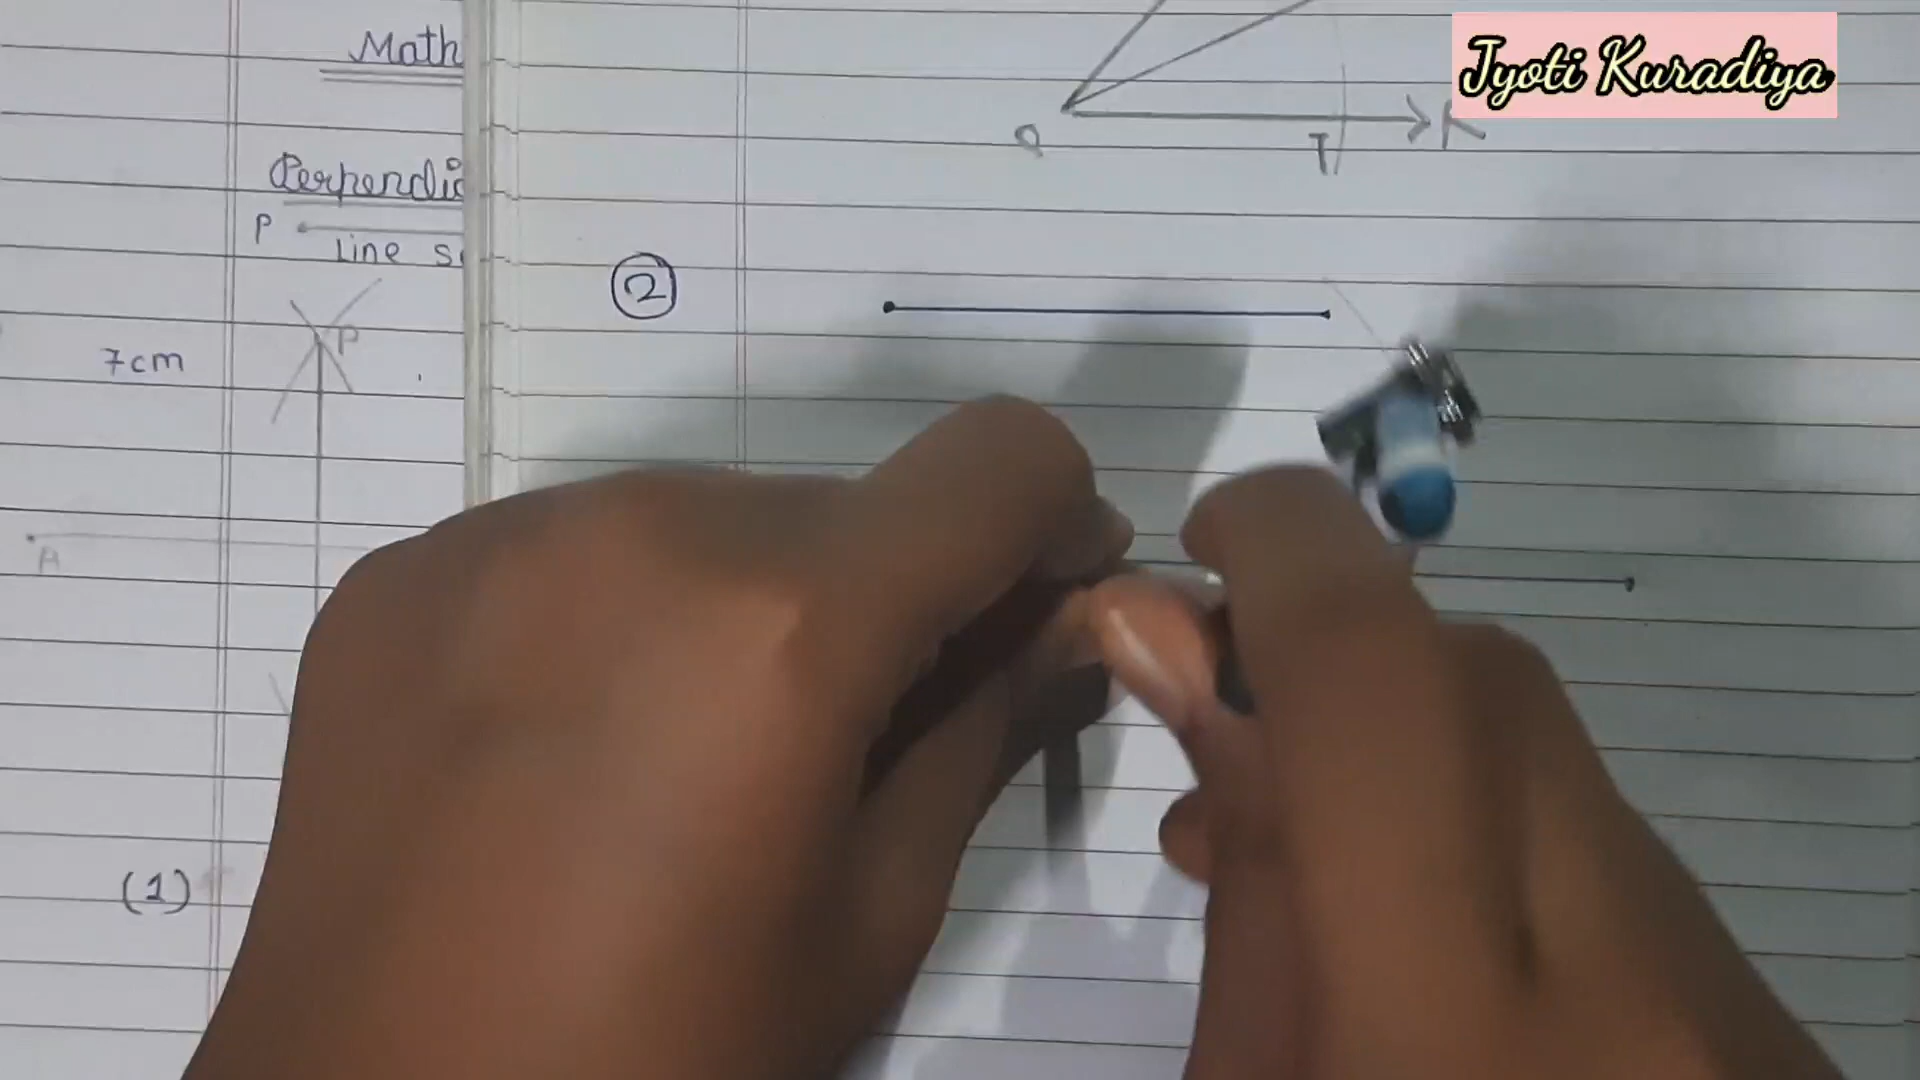 Jyoti Kuradiya
Math
Perpendic
P
Line s
P
7cm
A
(1)
Q
T
R
2